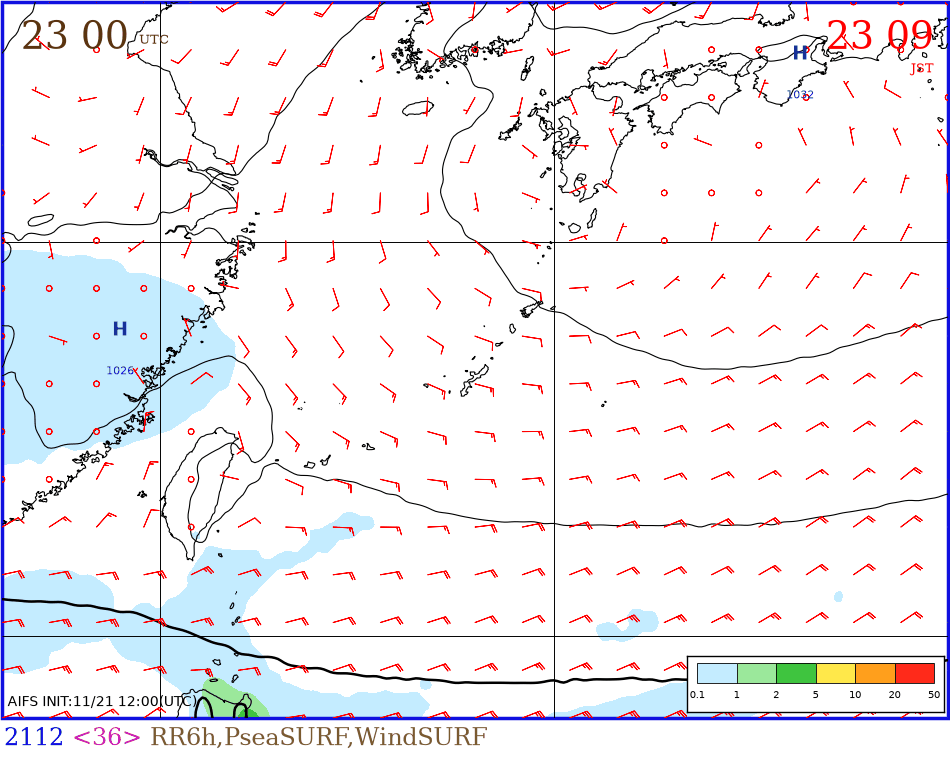 23 00 UTC
23 09 JST
H
1032
H
1026
AIFS INIT:11/21 12:00(UTC)
0.1 1 2 5 10 20 50
2112 <36> RR6h,PseaSURF,WindSURF